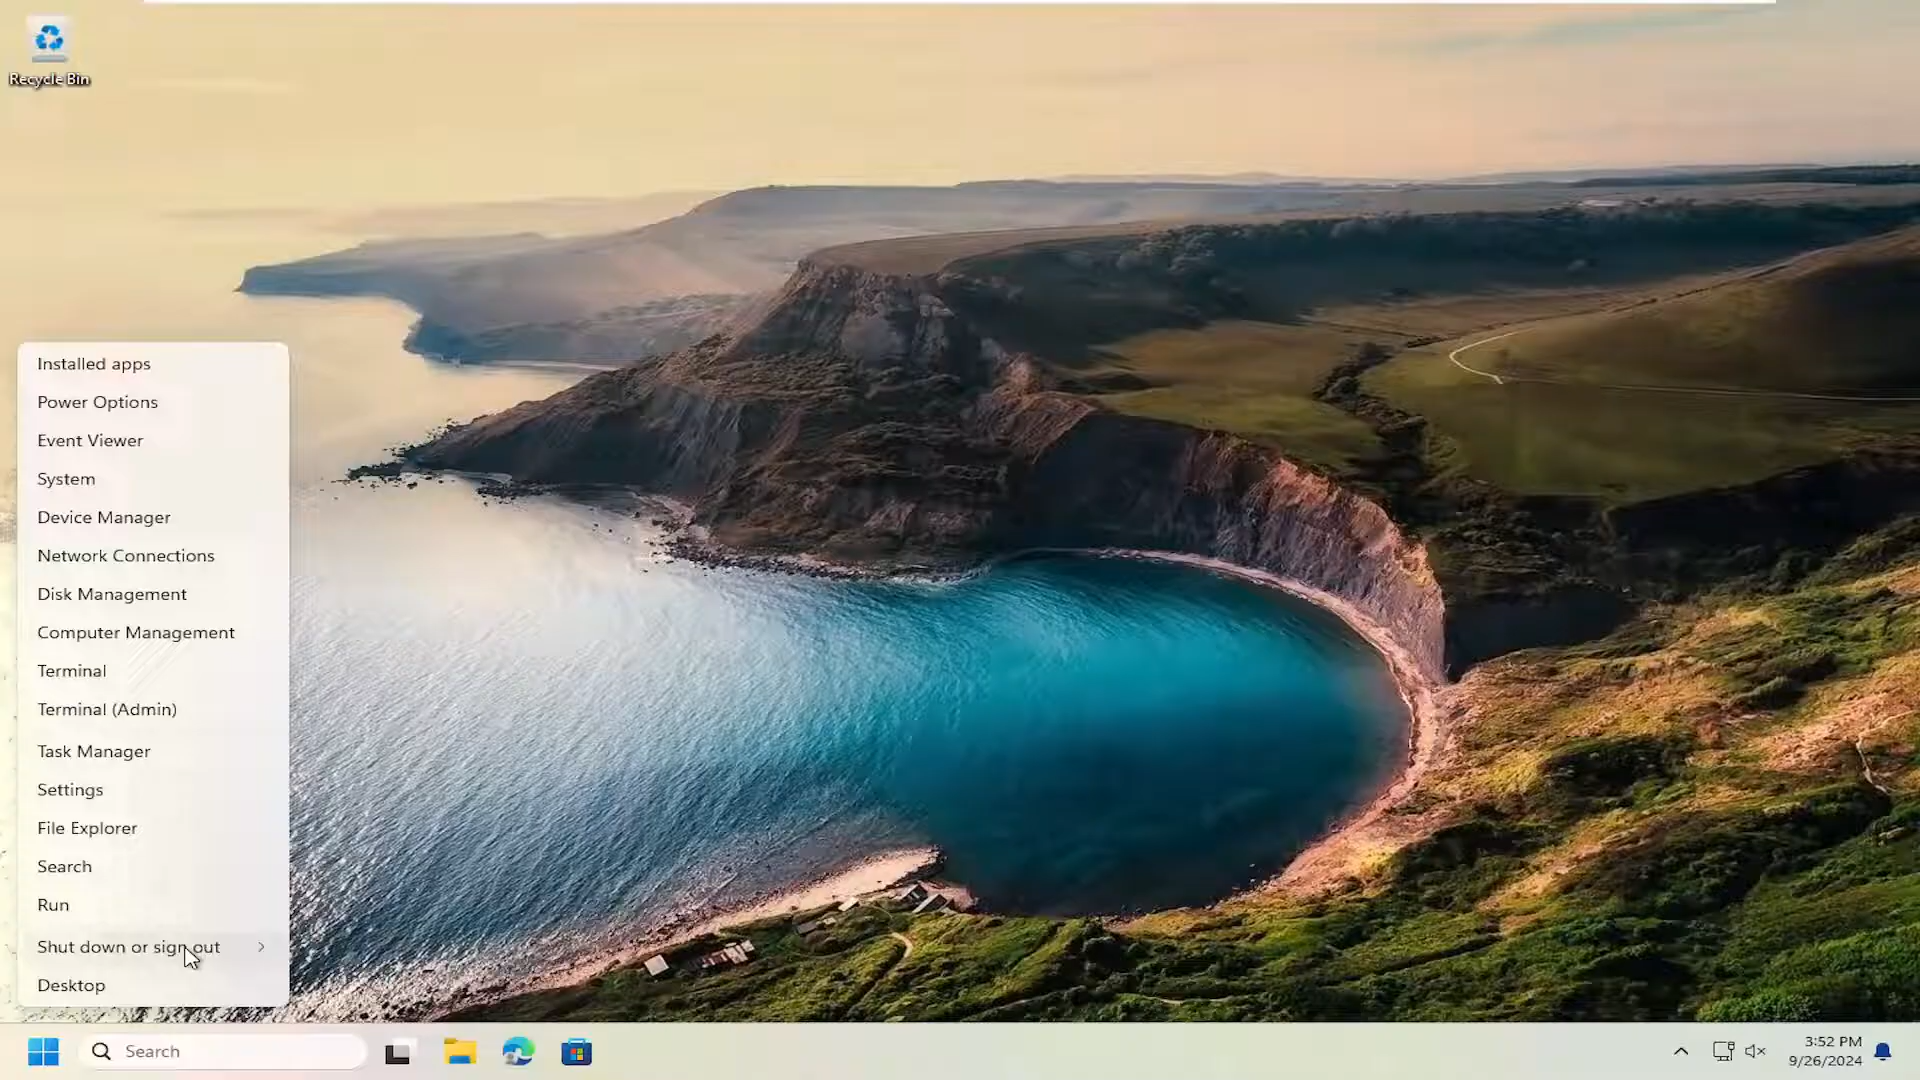 Recycle Bin
Installed apps
Power Options
Event Viewer
System
Device Manager
Network Connections
Disk Management
Computer Management
Terminal
Terminal (Admin)
Task Manager
Settings
File Explorer
Search
Run
Shut down or sign out
Desktop
Search
3:52 PM
9/26/2024